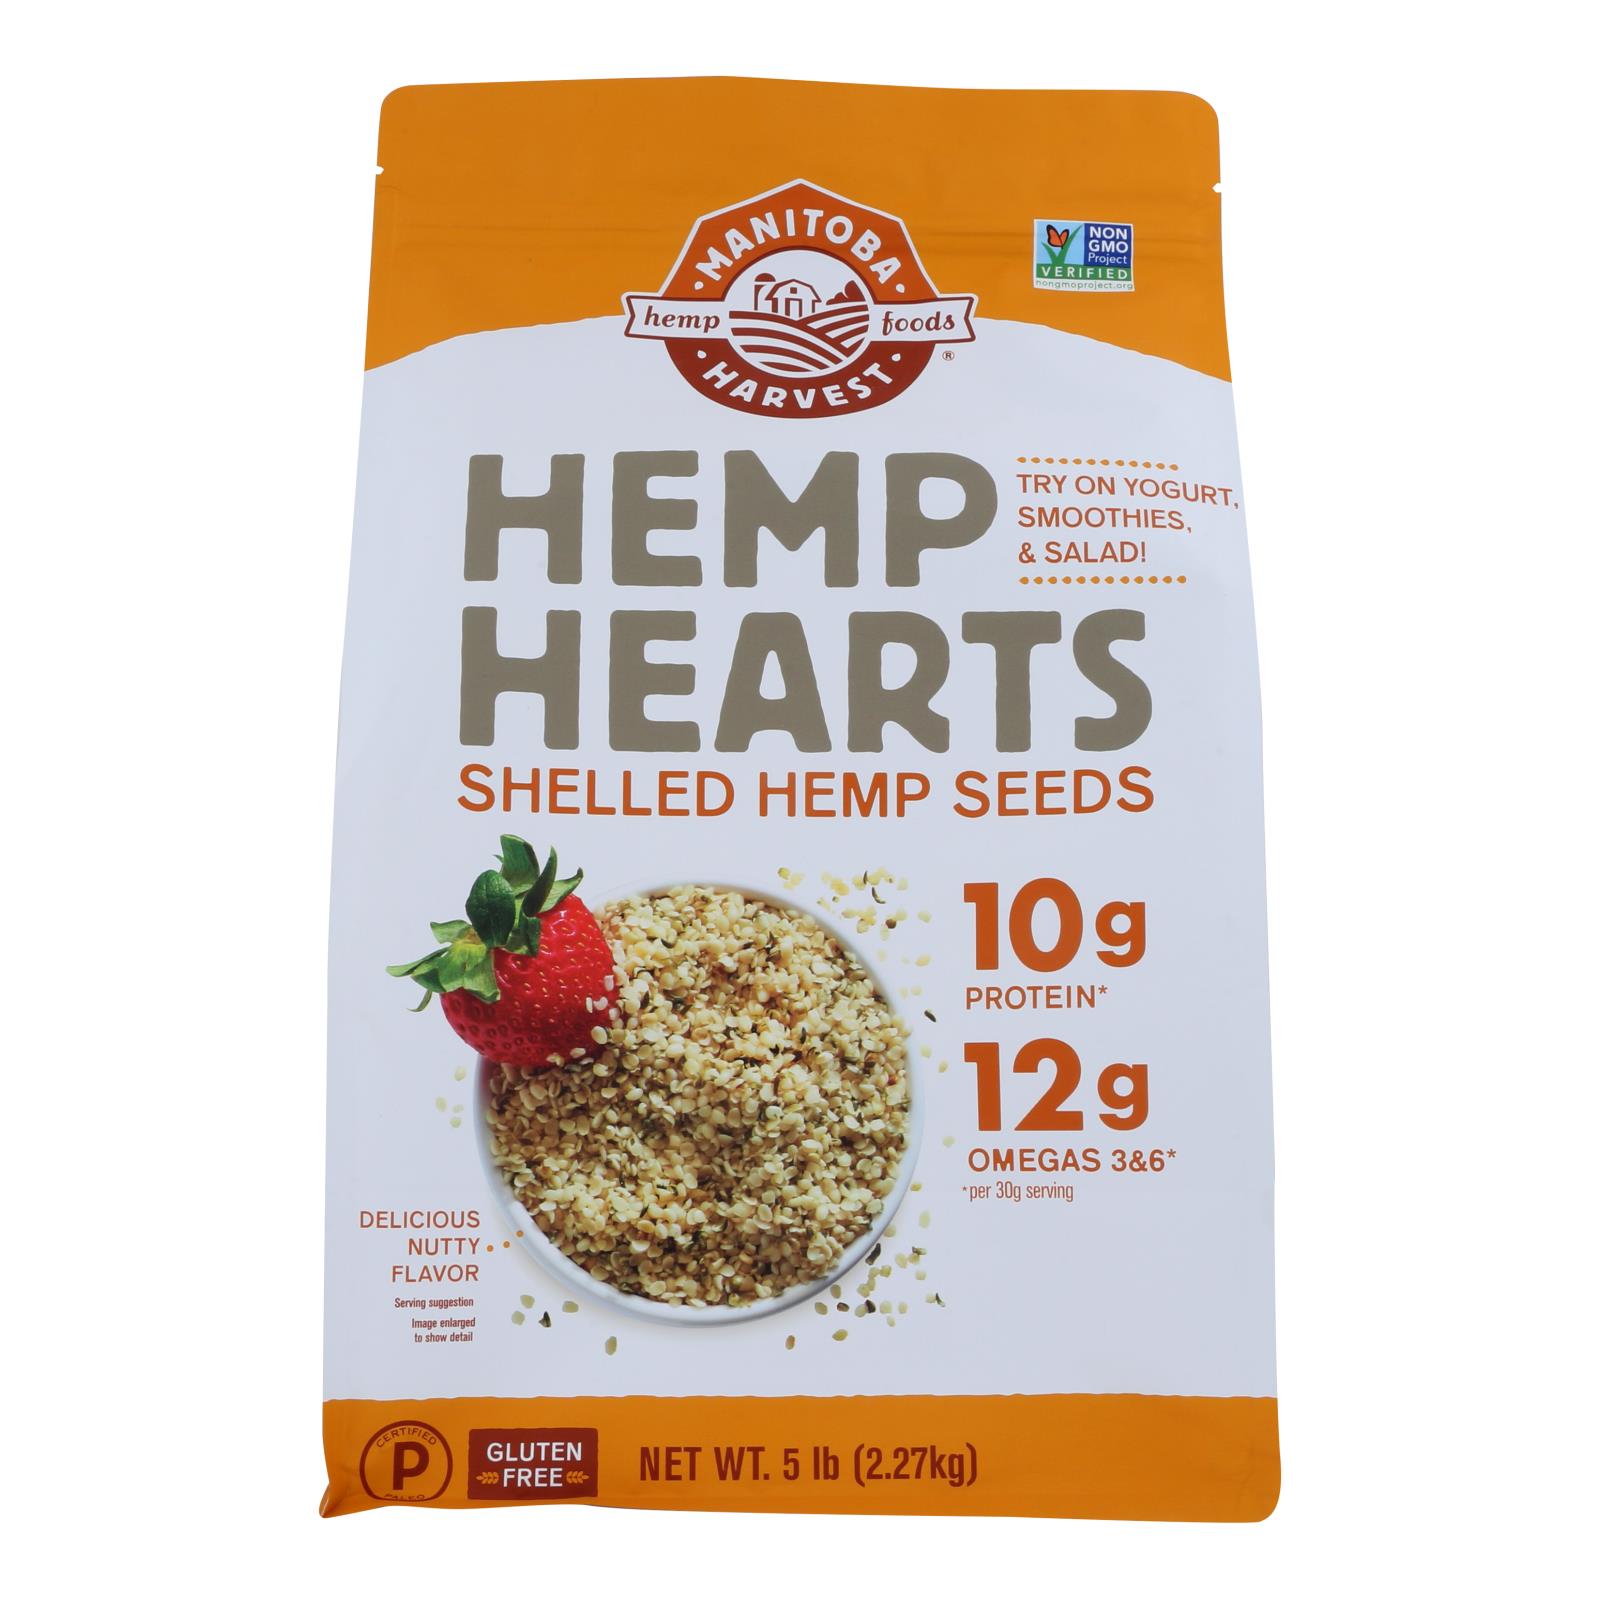 MANITOBA
hemp foods
®
HARVEST
NON
GMO
Project
VERIFIED
nongmoproject.org
HEMP
HEARTS
TRY ON YOGURT,
SMOOTHIES,
& SALAD!
SHELLED HEMP SEEDS
10g
PROTEIN*
12g
OMEGAS 3&6*
*per 30g serving
DELICIOUS
NUTTY
FLAVOR
Serving suggestion
Image enlarged
to show detail
CERTIFIED
P
PALEO
GLUTEN
FREE
NET WT. 5 lb (2.27kg)